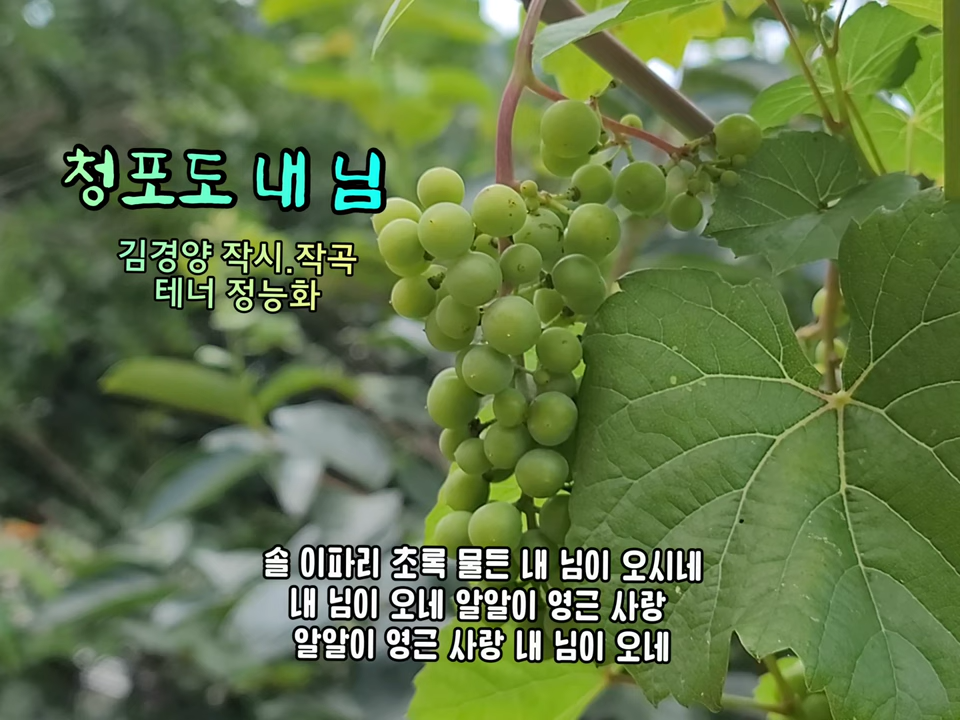 청포도 내 님
김경양 작시.작곡
테너 정능화
솔 이파리 초록 물든 내 님이 오시네
내 님이 오네 알알이 영근 사랑
알알이 영근 사랑 내 님이 오네